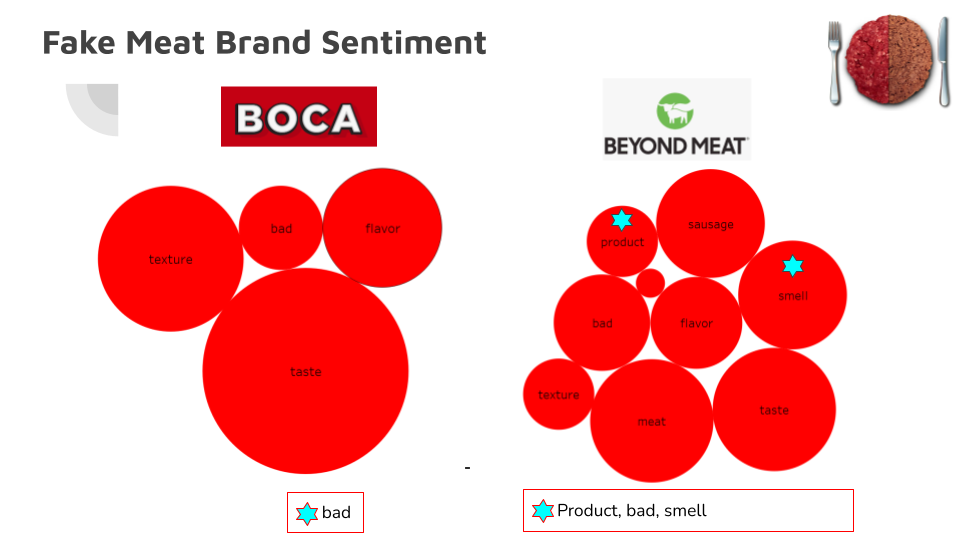 Fake Meat Brand Sentiment
BOCA
BEYOND MEAT
texture
bad
flavor
taste
product
sausage
smell
bad
flavor
texture
meat
taste
-
bad
Product, bad, smell